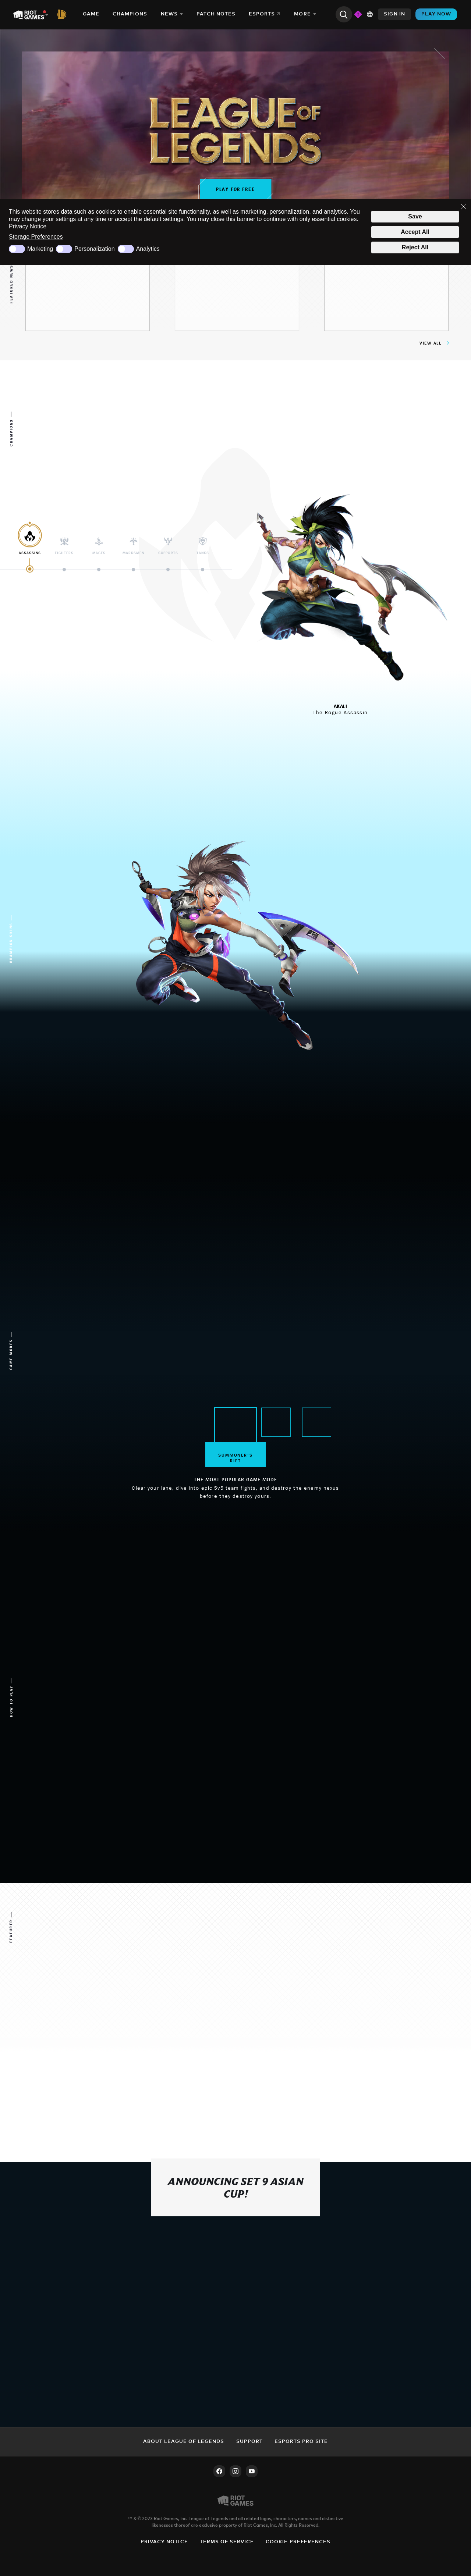 RIOT GAMES
GAME
CHAMPIONS
NEWS
PATCH NOTES
ESPORTS
MORE
SIGN IN
PLAY NOW
LEAGUE OF LEGENDS
PLAY FOR FREE
This website stores data such as cookies to enable essential site functionality, as well as marketing, personalization, and analytics. You
may change your settings at any time or accept the default settings. You may close this banner to continue with only essential cookies.
Privacy Notice
Storage Preferences
Marketing
Personalization
Analytics
Save
Accept All
Reject All
FEATURED NEWS
VIEW ALL
CHAMPIONS
ASSASSINS
FIGHTERS
MAGES
MARKSMEN
SUPPORTS
TANKS
AKALI
The Rogue Assassin
GAME MODES
SUMMONER'S
RIFT
THE MOST POPULAR GAME MODE
Clear your lane, dive into epic 5v5 team fights, and destroy the enemy nexus
before they destroy yours.
HOW TO PLAY
FEATURED
ANNOUNCING SET 9 ASIAN
CUP!
ABOUT LEAGUE OF LEGENDS
SUPPORT
ESPORTS PRO SITE
RIOT GAMES
™ & © 2023 Riot Games, Inc. League of Legends and all related logos, characters, names and distinctive
likenesses thereof are exclusive property of Riot Games, Inc. All Rights Reserved.
PRIVACY NOTICE
TERMS OF SERVICE
COOKIE PREFERENCES